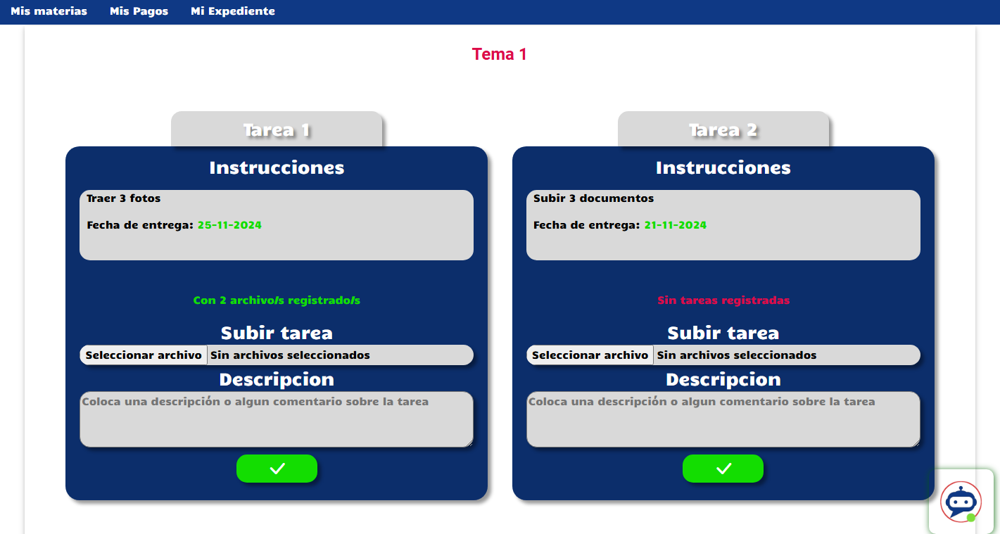 Mis materias Mis Pagos Mi Expediente
Tema 1
Tarea 1
Instrucciones
Traer 3 fotos
Fecha de entrega: 25-11-2024
Con 2 archivo/s registrado/s
Subir tarea
Seleccionar archivo Sin archivos seleccionados
Descripcion
Coloca una descripción o algun comentario sobre la tarea
Tarea 2
Instrucciones
Subir 3 documentos
Fecha de entrega: 21-11-2024
Sin tareas registradas
Subir tarea
Seleccionar archivo Sin archivos seleccionados
Descripcion
Coloca una descripción o algun comentario sobre la tarea